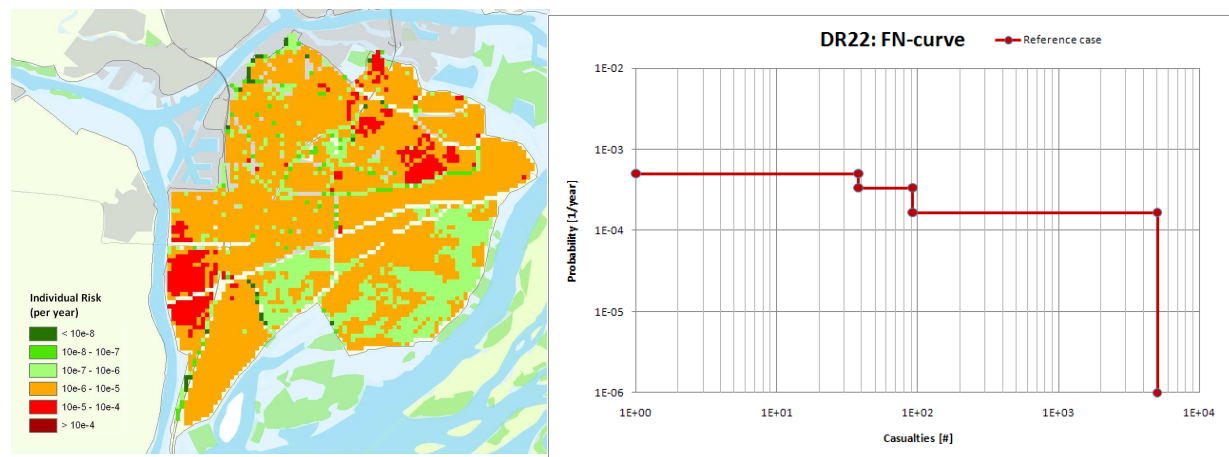 Individual Risk
(per year)
< 10e-8
10e-8 - 10e-7
10e-7 - 10e-6
10e-6 - 10e-5
10e-5 - 10e-4
> 10e-4
DR22: FN-curve
Reference case
Probability [1/year]
1E-02
1E-03
1E-04
1E-05
1E-06
1E+00 1E+01 1E+02 1E+03 1E+04
Casualties [#]